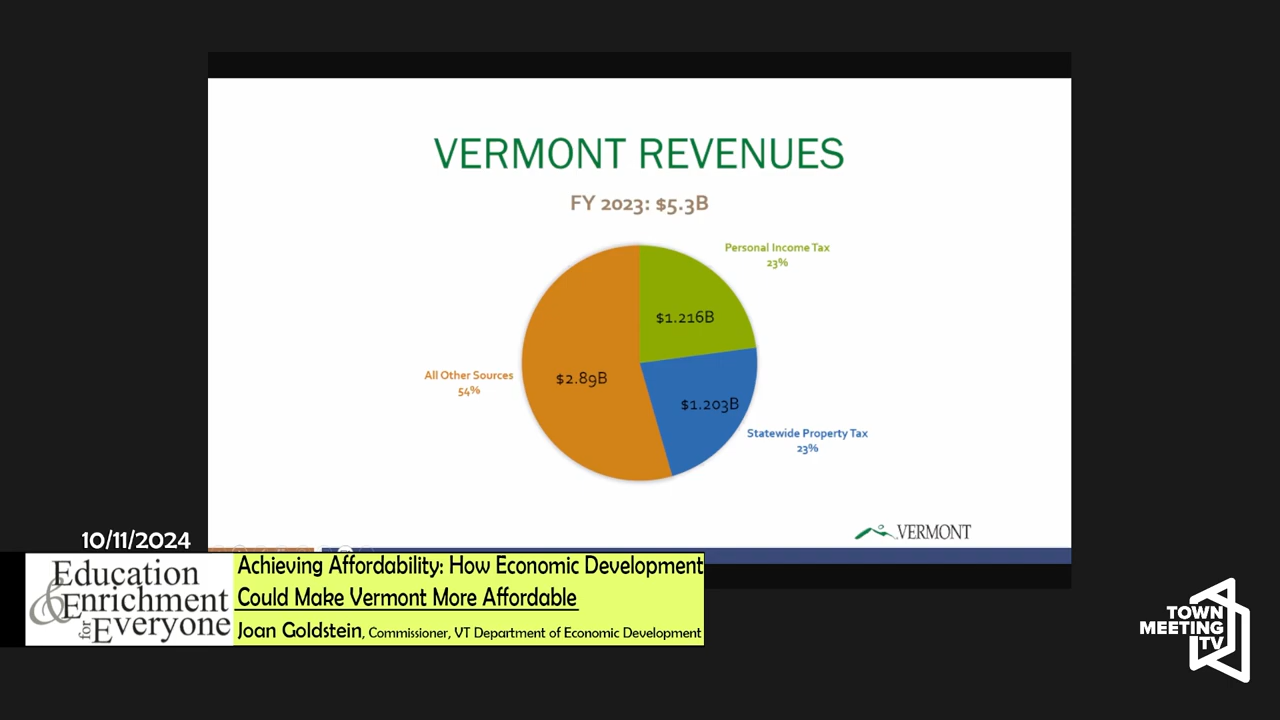 VERMONT REVENUES
FY 2023: $5.3B
Personal Income Tax
23%
$1.216B
All Other Sources
54%
$2.89B
$1.203B
Statewide Property Tax
23%
VERMONT
10/11/2024
Education
& Enrichment
for Everyone
Achieving Affordability: How Economic Development
Could Make Vermont More Affordable
Joan Goldstein, Commissioner, VT Department of Economic Development
TOWN
MEETING
TV